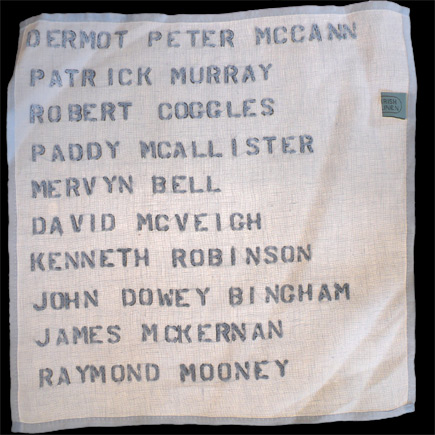 DERMOT PETER MCCANN
PATRICK MURRAY
ROBERT COGGLES
PADDY MCALLISTER
MERVYN BELL
DAVID MCVEIGH
KENNETH ROBINSON
JOHN DOWEY BINGHAM
JAMES MCKERNAN
RAYMOND MOONEY